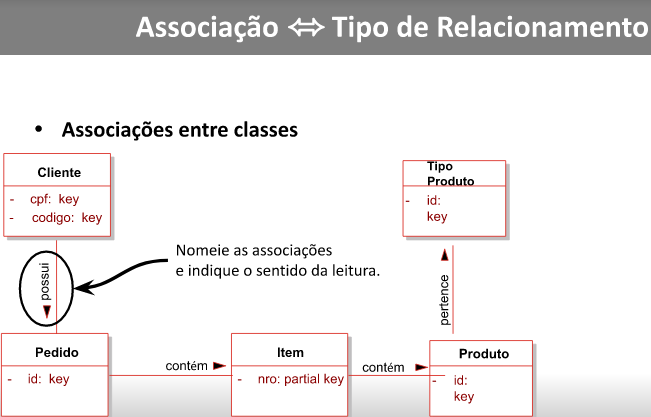 Associação ⇔ Tipo de Relacionamento
• Associações entre classes
Cliente
- cpf: key
- codigo: key
Tipo
Produto
- id:
key
Nomeie as associações
e indique o sentido da leitura.
possui
pertence
Pedido
- id: key
contém
Item
- nro: partial key
contém
Produto
- id:
key